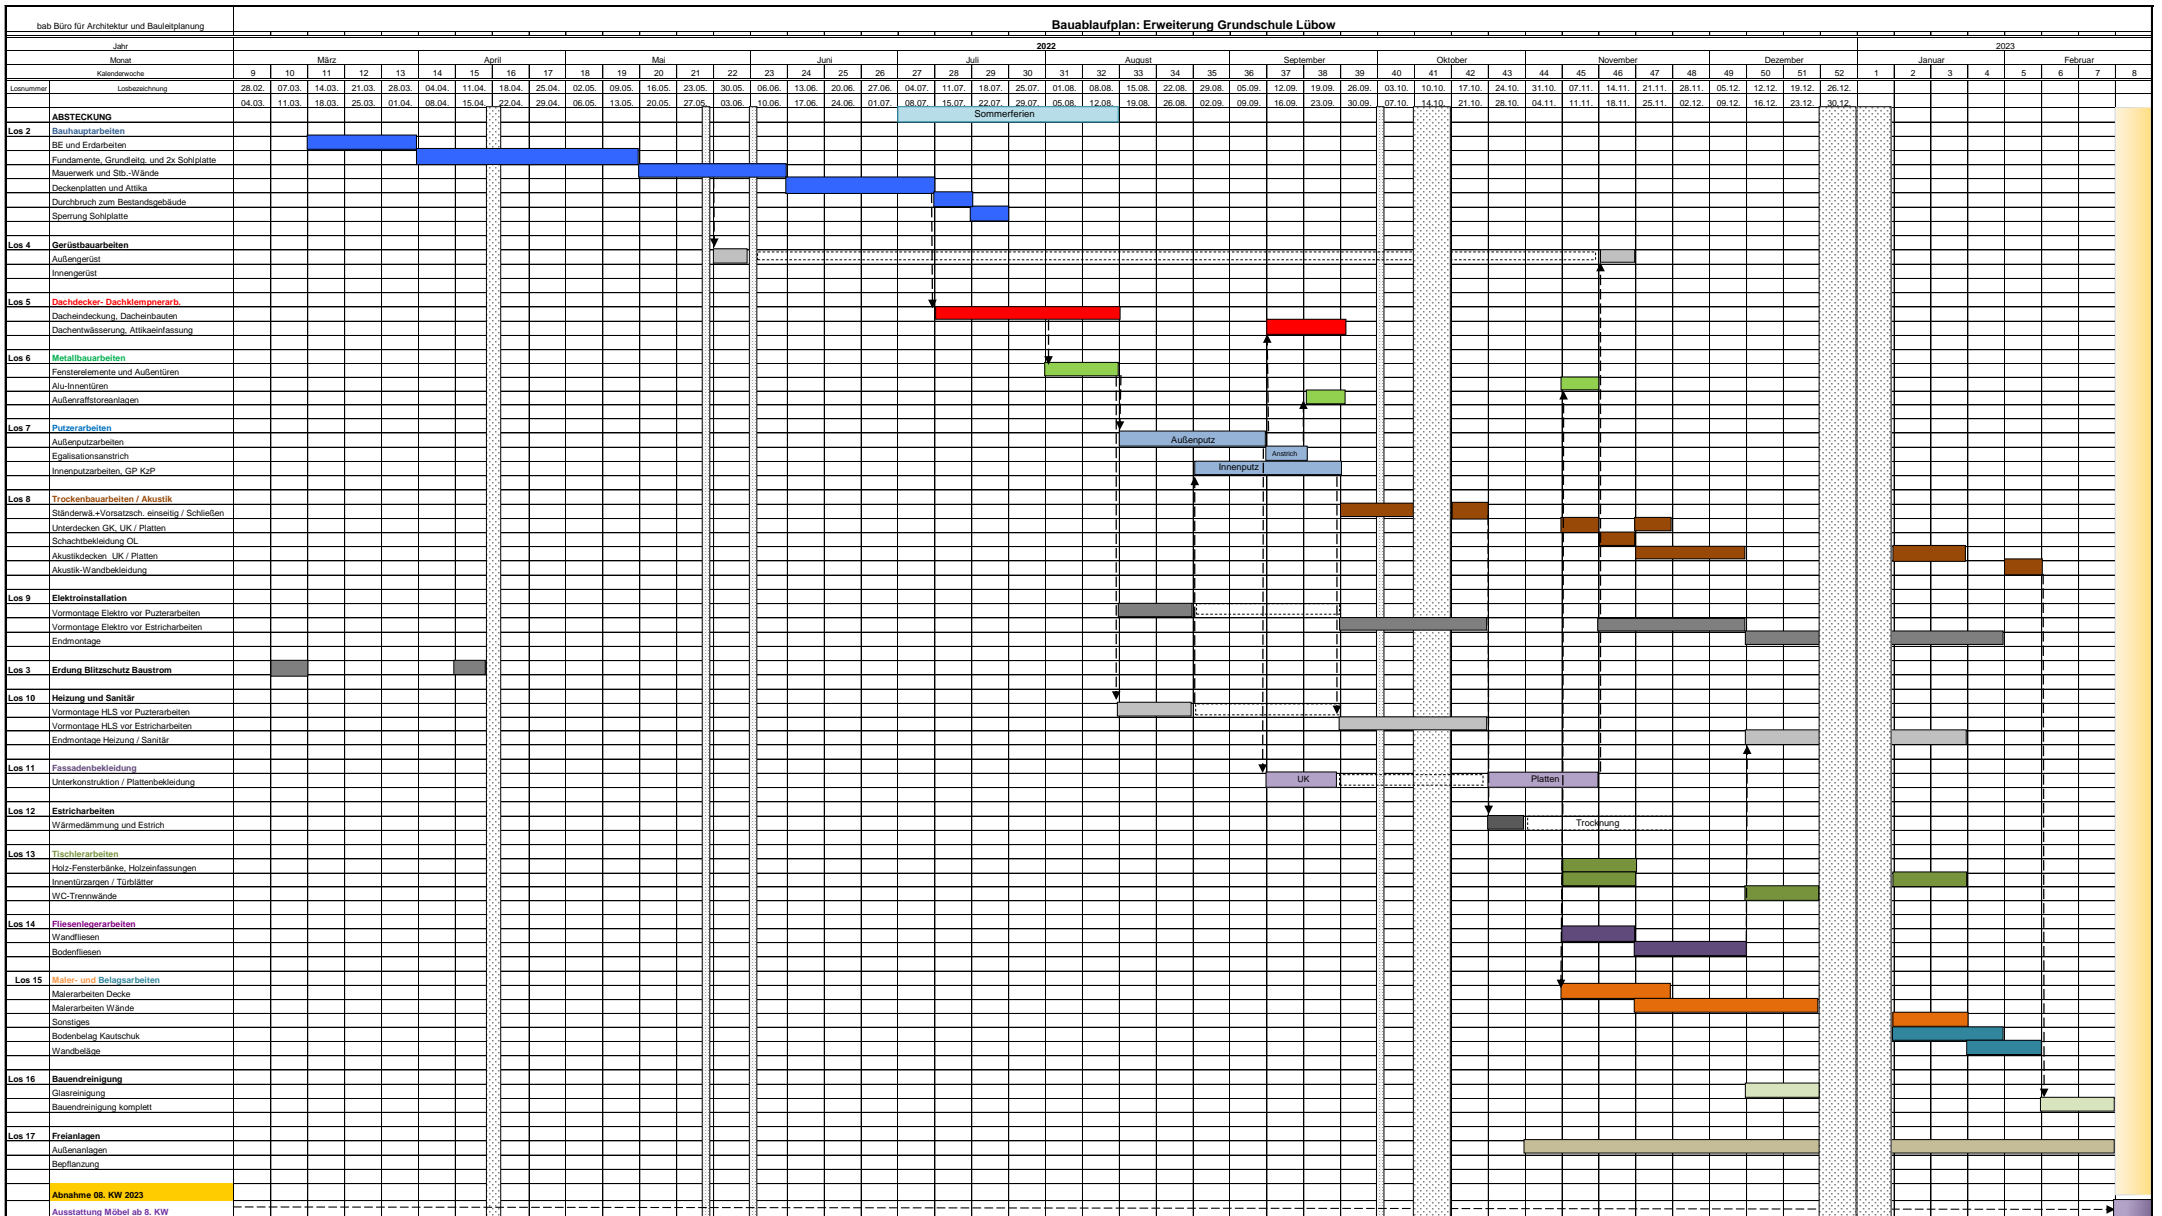 bab Büro für Architektur und Bauleitplanung
Bauablaufplan: Erweiterung Grundschule Lübow
Jahr 2022 2023
Monat März April Mai Juni Juli August September Oktober November Dezember Januar Februar
Kalenderwoche 9 10 11 12 13 14 15 16 17 18 19 20 21 22 23 24 25 26 27 28 29 30 31 32 33 34 35 36 37 38 39 40 41 42 43 44 45 46 47 48 49 50 51 52 1 2 3 4 5 6 7 8
Losnummer Losbezeichnung 28.02. 07.03. 14.03. 21.03. 28.03. 04.04. 11.04. 18.04. 25.04. 02.05. 09.05. 16.05. 23.05. 30.05. 06.06. 13.06. 20.06. 27.06. 04.07. 11.07. 18.07. 25.07. 01.08. 08.08. 15.08. 22.08. 29.08. 05.09. 12.09. 19.09. 26.09. 03.10. 10.10. 17.10. 24.10. 31.10. 07.11. 14.11. 21.11. 28.11. 05.12. 12.12. 19.12. 26.12.
04.03. 11.03. 18.03. 25.03. 01.04. 08.04. 15.04. 22.04. 29.04. 06.05. 13.05. 20.05. 27.05. 03.06. 10.06. 17.06. 24.06. 01.07. 08.07. 15.07. 22.07. 29.07. 05.08. 12.08. 19.08. 26.08. 02.09. 09.09. 16.09. 23.09. 30.09. 07.10. 14.10. 21.10. 28.10. 04.11. 11.11. 18.11. 25.11. 02.12. 09.12. 16.12. 23.12. 30.12.
ABSTECKUNG Sommerferien
Los 2 Bauhauptarbeiten
BE und Erdarbeiten
Fundamente, Grundleitg. und 2x Sohlplatte
Mauerwerk und Stb.-Wände
Deckenplatten und Attika
Durchbruch zum Bestandsgebäude
Sperrung Sohlplatte
Los 4 Gerüstbauarbeiten
Außengerüst
Innengerüst
Los 5 Dachdecker- Dachklempnerarb.
Dacheindeckung, Dacheinbauten
Dachentwässerung, Attikaeinfassung
Los 6 Metallbauarbeiten
Fensterelemente und Außentüren
Alu-Innentüren
Außenraffstoreanlagen
Los 7 Putzerarbeiten
Außenputzarbeiten Außenputz
Egalisationsanstrich Anstrich
Innenputzarbeiten, GP KzP Innenputz
Los 8 Trockenbauarbeiten / Akustik
Ständerwä.+Vorsatzsch. einseitig / Schließen
Unterdecken GK, UK / Platten
Schachtbekleidung OL
Akustikdecken UK / Platten
Akustik-Wandbekleidung
Los 9 Elektroinstallation
Vormontage Elektro vor Puzterarbeiten
Vormontage Elektro vor Estricharbeiten
Endmontage
Los 3 Erdung Blitzschutz Baustrom
Los 10 Heizung und Sanitär
Vormontage HLS vor Puzterarbeiten
Vormontage HLS vor Estricharbeiten
Endmontage Heizung / Sanitär
Los 11 Fassadenbekleidung
Unterkonstruktion / Plattenbekleidung UK Platten
Los 12 Estricharbeiten
Wärmedämmung und Estrich Trocknung
Los 13 Tischlerarbeiten
Holz-Fensterbänke, Holzeinfassungen
Innentürzargen / Türblätter
WC-Trennwände
Los 14 Fliesenlegerarbeiten
Wandfliesen
Bodenfliesen
Los 15 Maler- und Belagsarbeiten
Malerarbeiten Decke
Malerarbeiten Wände
Sonstiges
Bodenbelag Kautschuk
Wandbeläge
Los 16 Bauendreinigung
Glasreinigung
Bauendreinigung komplett
Los 17 Freianlagen
Außenanlagen
Bepflanzung
Abnahme 08. KW 2023
Ausstattung Möbel ab 8. KW